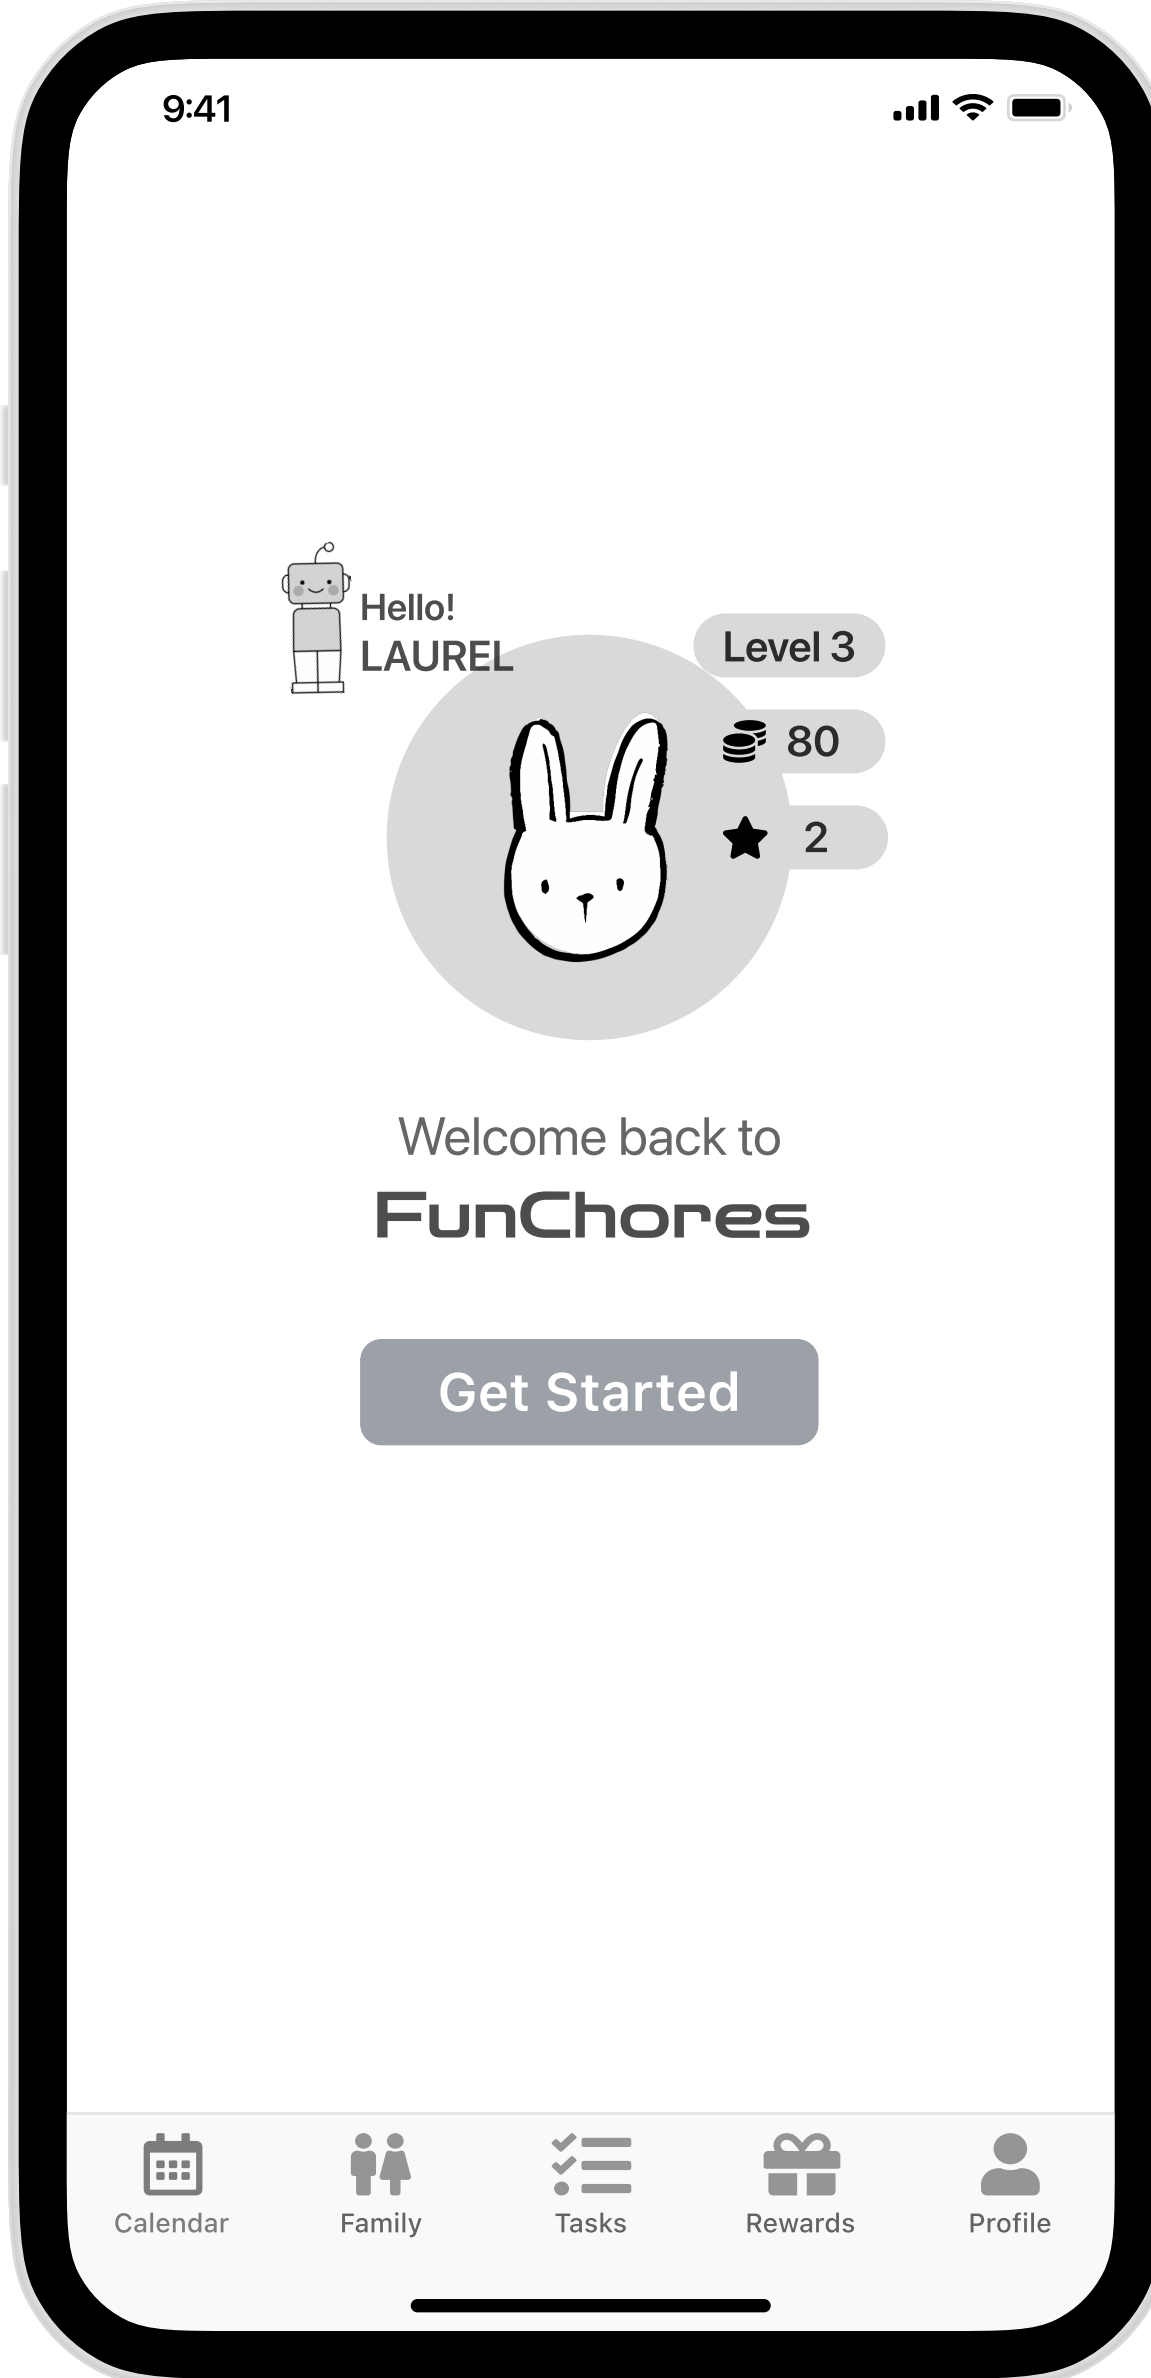 9:41
Hello!
LAUREL
Level 3
80
2
Welcome back to
FunChores
Get Started
Calendar
Family
Tasks
Rewards
Profile